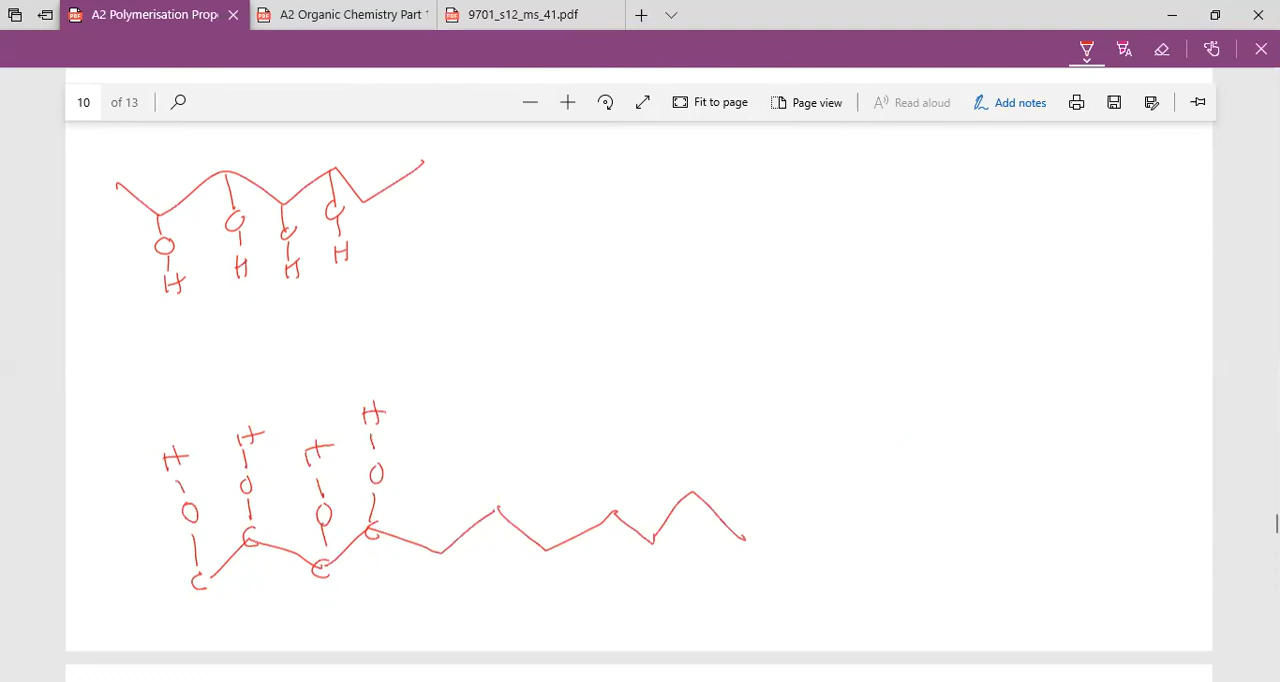 A2 Polymerisation Prop
A2 Organic Chemistry Part 1
9701_s12_ms_41.pdf
10 of 13
Fit to page
Page view
Read aloud
Add notes
O O C O
H H H H
H H H H
O O O O
C C C C